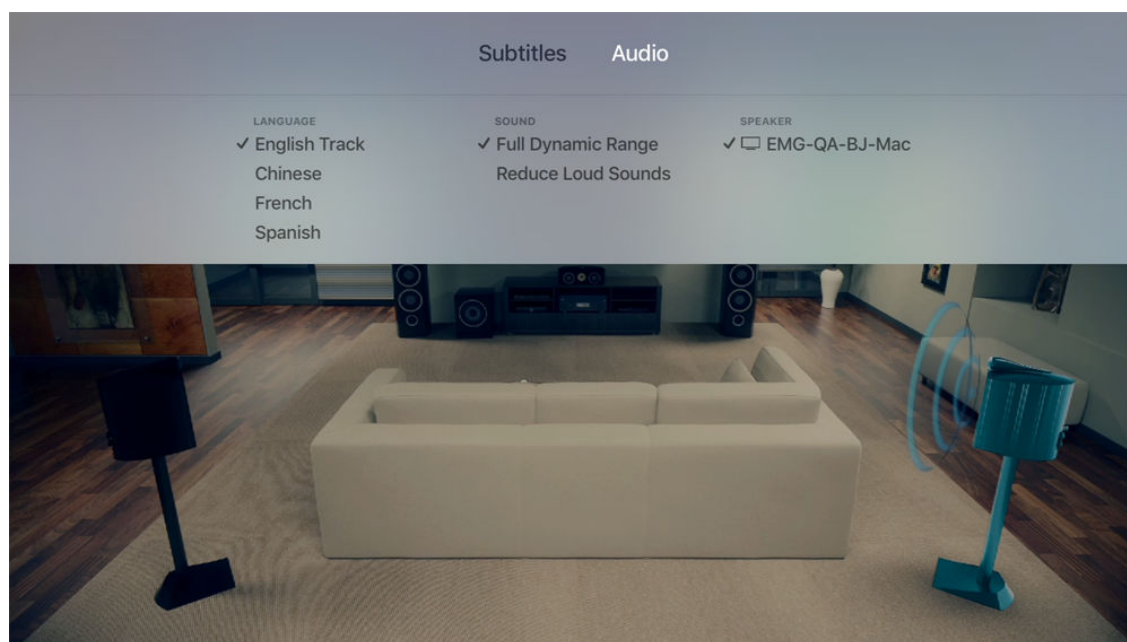 Subtitles Audio
LANGUAGE
✓ English Track
Chinese
French
Spanish
SOUND
✓ Full Dynamic Range
Reduce Loud Sounds
SPEAKER
✓ EMG-QA-BJ-Mac